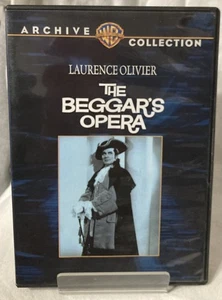 ARCHIVE COLLECTION
LAURENCE OLIVIER
THE
BEGGAR'S
OPERA